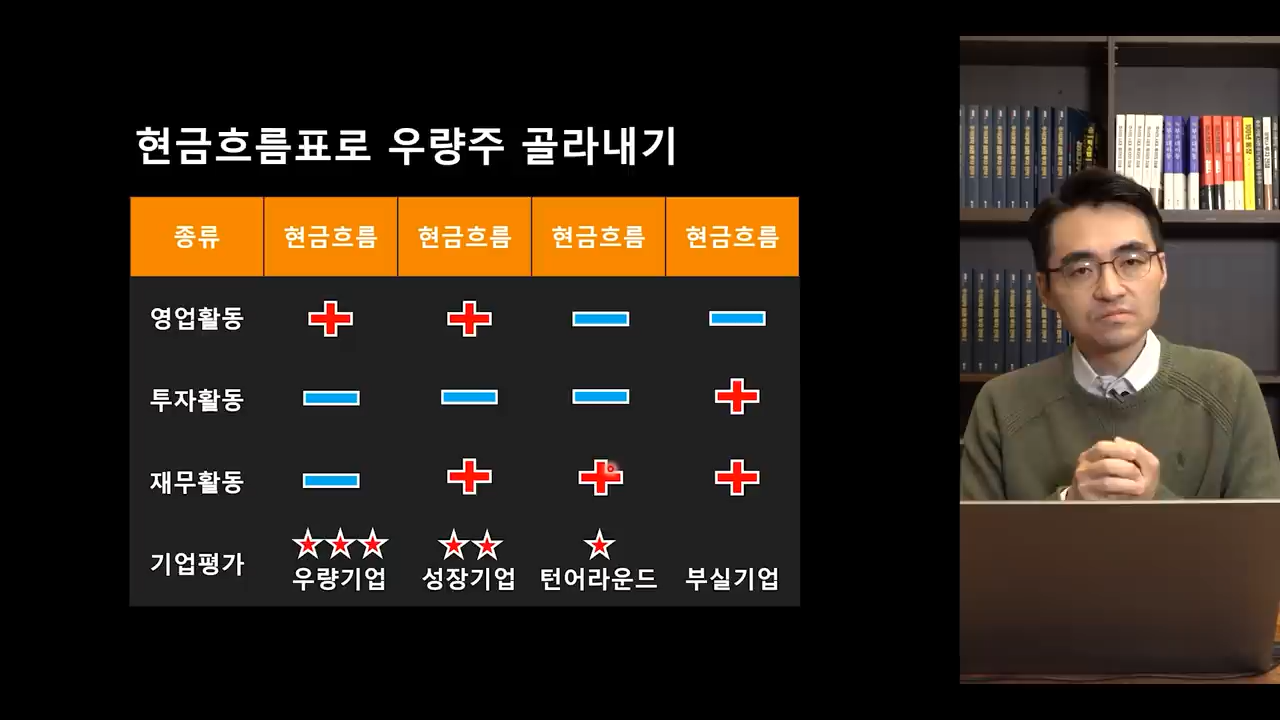 현금흐름표로 우량주 골라내기
종류 현금흐름 현금흐름 현금흐름 현금흐름
영업활동
투자활동
재무활동
기업평가
우량기업 성장기업 턴어라운드 부실기업